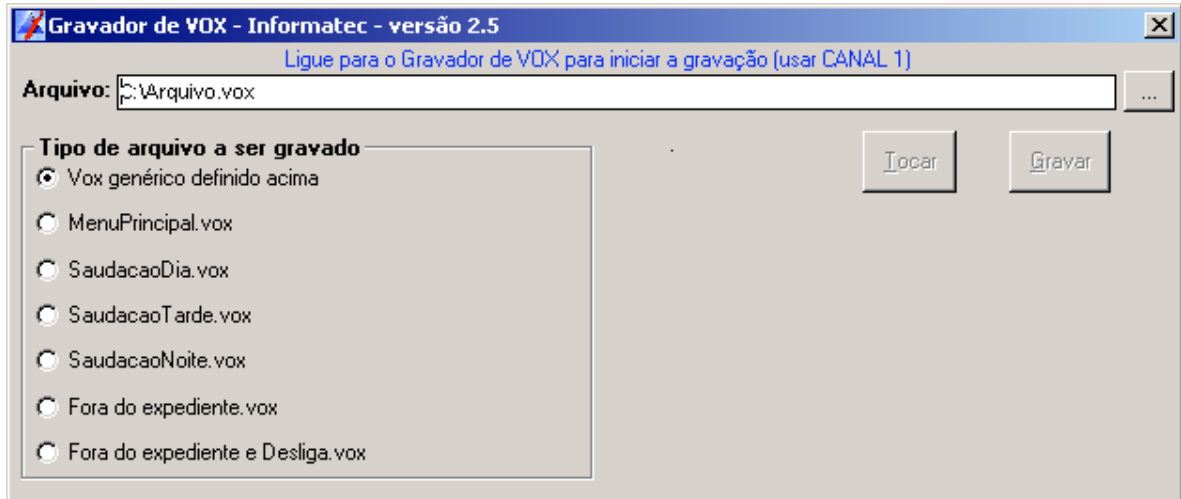 Gravador de VOX - Informatec - versão 2.5
Ligue para o Gravador de VOX para iniciar a gravação (usar CANAL 1)
Arquivo: C:\Arquivo.vox ...
Tipo de arquivo a ser gravado
Tocar Gravar
Vox genérico definido acima
MenuPrincipal.vox
SaudacaoDia.vox
SaudacaoTarde.vox
SaudacaoNoite.vox
Fora do expediente.vox
Fora do expediente e Desliga.vox